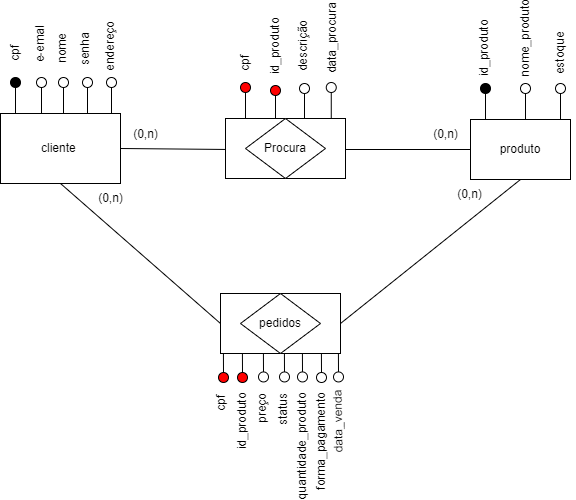 cpf
e-emal
nome
senha
endereço
cpf
id_produto
descrição
data_procura
id_produto
nome_produto
estoque
cliente
(0,n)
Procura
(0,n)
produto
(0,n)
(0,n)
pedidos
cpf
id_produto
preço
status
quantidade_produto
forma_pagamento
data_venda